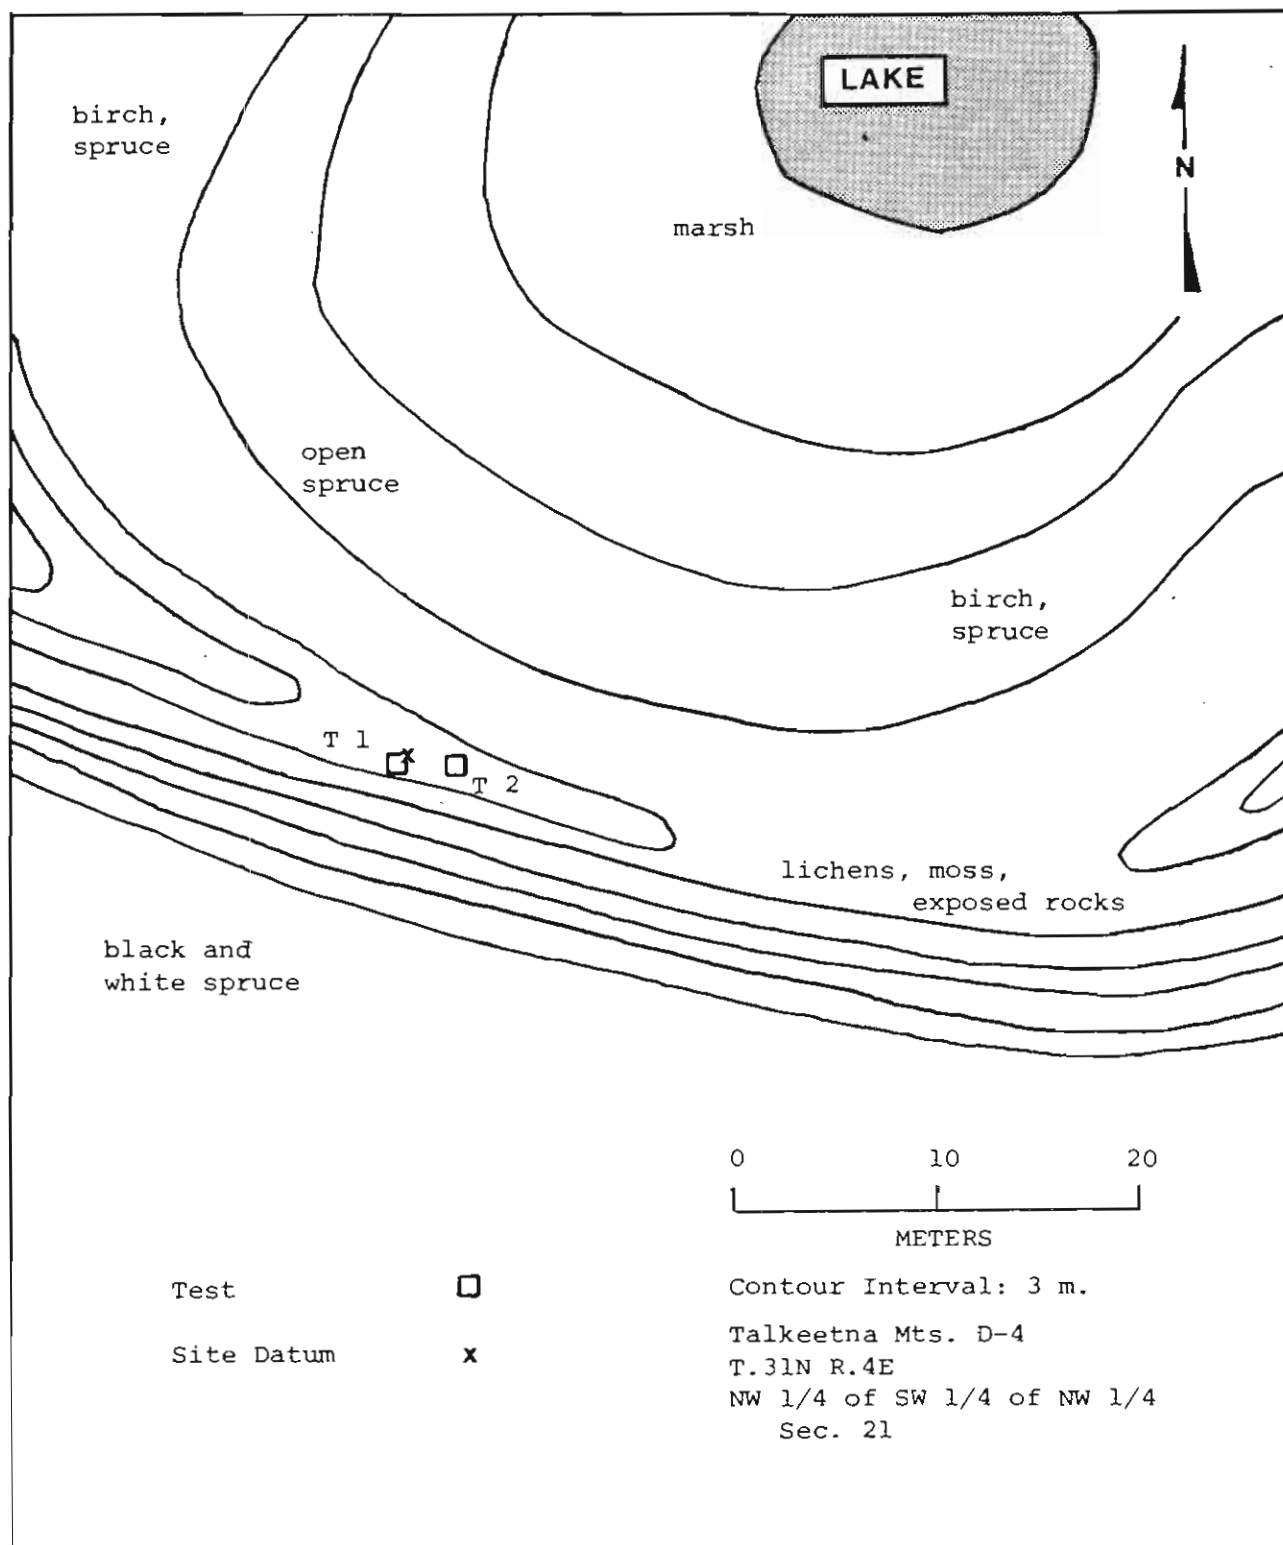 LAKE
birch,
spruce
N
marsh
open
spruce
birch,
spruce
T 1
x
T 2
lichens, moss,
exposed rocks
black and
white spruce
0 10 20
METERS
Test
Contour Interval: 3 m.
Site Datum x
Talkeetna Mts. D-4
T.31N R.4E
NW 1/4 of SW 1/4 of NW 1/4
Sec. 21